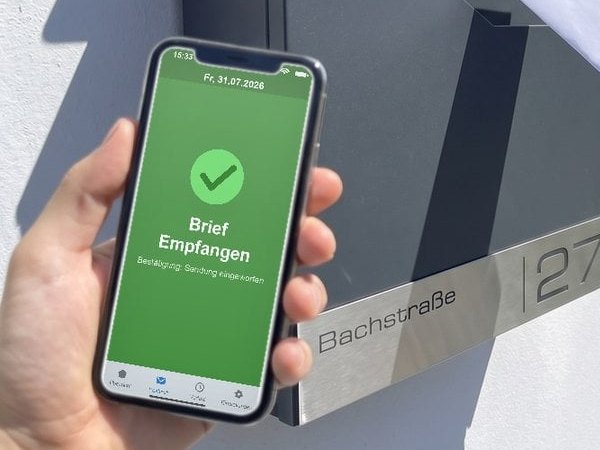 15:33
Fr, 31.07.2026
Brief
Empfangen
Bestätigung: Sendung eingeworfen
Bachstraße 27